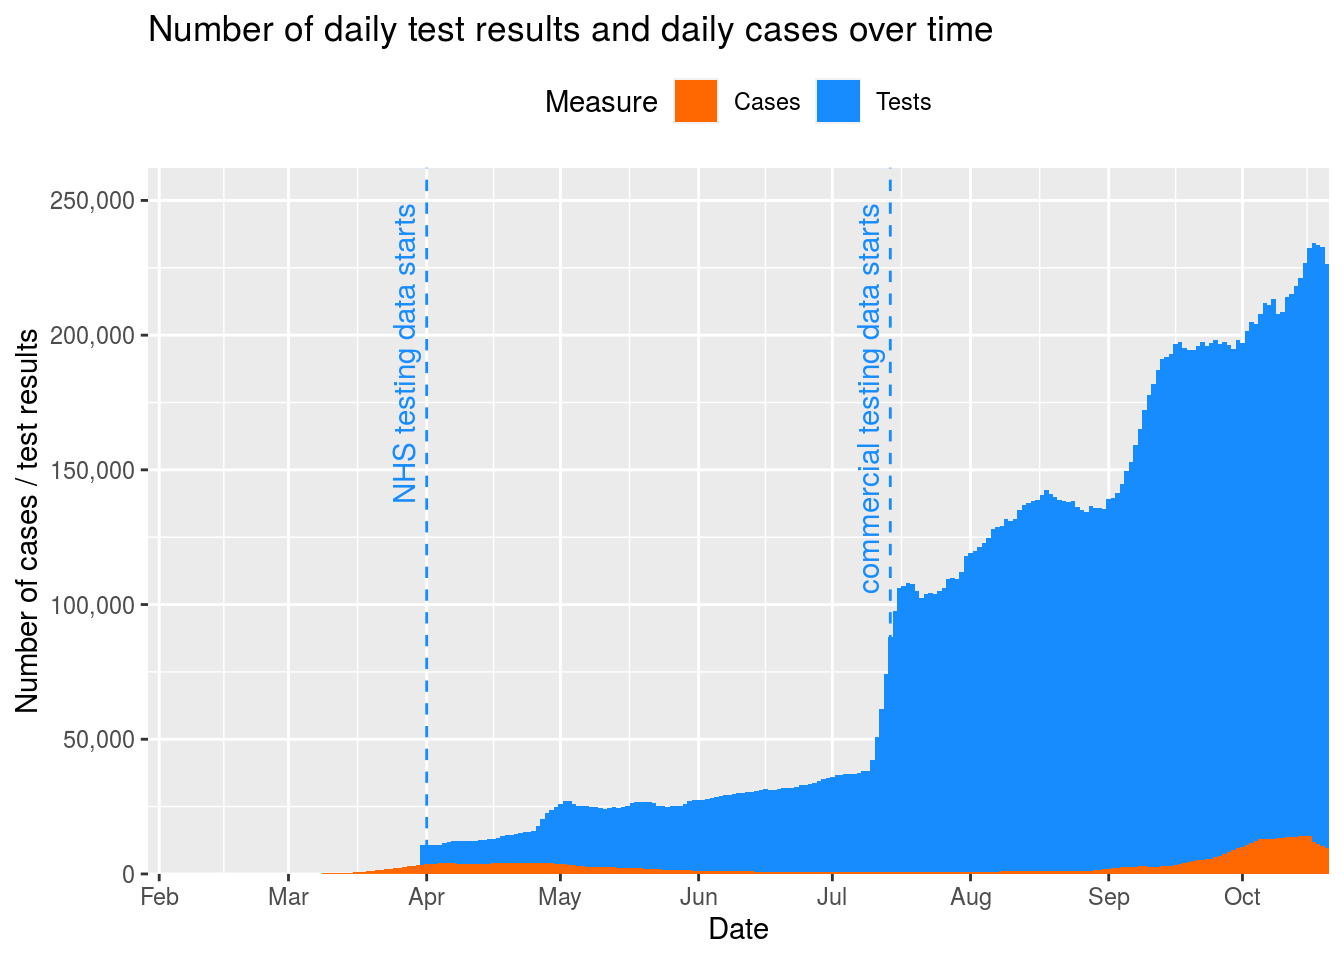 Number of daily test results and daily cases over time
Measure Cases Tests
Number of cases / test results
250,000
200,000
150,000
100,000
50,000
0
NHS testing data starts
commercial testing data starts
Feb Mar Apr May Jun Jul Aug Sep Oct
Date